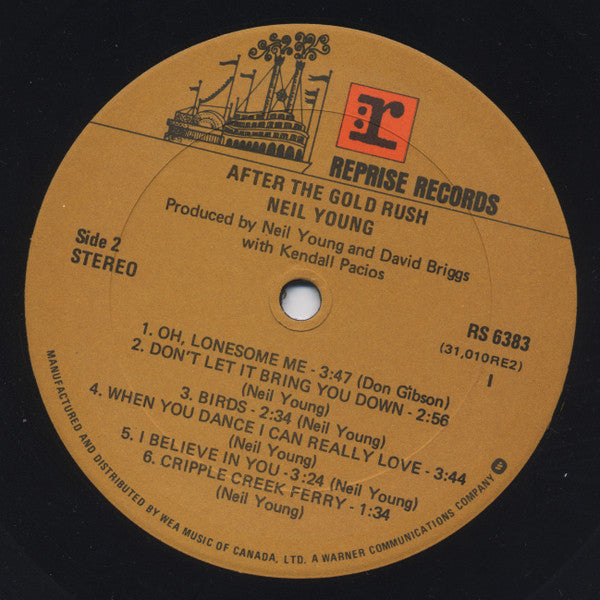 r
REPRISE RECORDS
AFTER THE GOLD RUSH
NEIL YOUNG
Produced by Neil Young and David Briggs
with Kendall Pacios
Side 2
STEREO
RS 6383
(31,010RE2)
1
1. OH, LONESOME ME - 3:47 (Don Gibson)
2. DON'T LET IT BRING YOU DOWN - 2:56
(Neil Young)
3. BIRDS - 2:34 (Neil Young)
4. WHEN YOU DANCE I CAN REALLY LOVE - 3:44
(Neil Young)
5. I BELIEVE IN YOU - 3:24 (Neil Young)
6. CRIPPLE CREEK FERRY - 1:34
(Neil Young)
MANUFACTURED AND DISTRIBUTED BY WEA MUSIC OF CANADA, LTD. A WARNER COMMUNICATIONS COMPANY